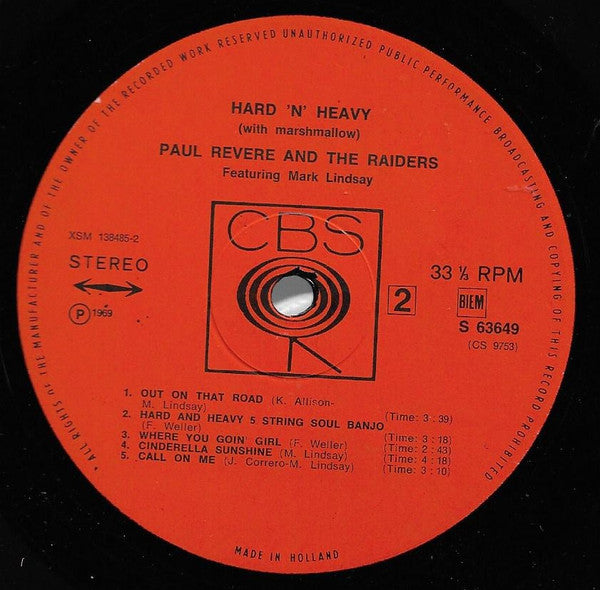 ALL RIGHTS OF THE MANUFACTURER AND OF THE OWNER OF THE RECORDED WORK RESERVED UNAUTHORIZED PUBLIC PERFORMANCE BROADCASTING AND COPYING OF THIS RECORD PROHIBITED
HARD 'N' HEAVY
(with marshmallow)
PAUL REVERE AND THE RAIDERS
Featuring Mark Lindsay
CBS
XSM 138485-2
STEREO
℗ 1969
2
33 ⅓ RPM
BIEM
S 63649
(CS 9753)
1. OUT ON THAT ROAD (K. Allison-
M. Lindsay) (Time: 3:39)
2. HARD AND HEAVY 5 STRING SOUL BANJO
(F. Weller) (Time: 3:18)
3. WHERE YOU GOIN GIRL (F. Weller) (Time: 2:43)
4. CINDERELLA SUNSHINE (M. Lindsay) (Time: 4:18)
5. CALL ON ME (J. Correro-M. Lindsay) (Time: 3:10)
MADE IN HOLLAND